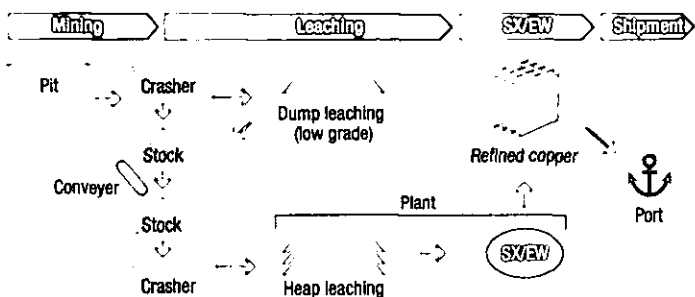 Mining
Leaching
SX/EW
Shipment
Pit
Crasher
Dump leaching
(low grade)
Stock
Refined copper
Conveyer
Port
Plant
Stock
SX/EW
Crasher
Heap leaching